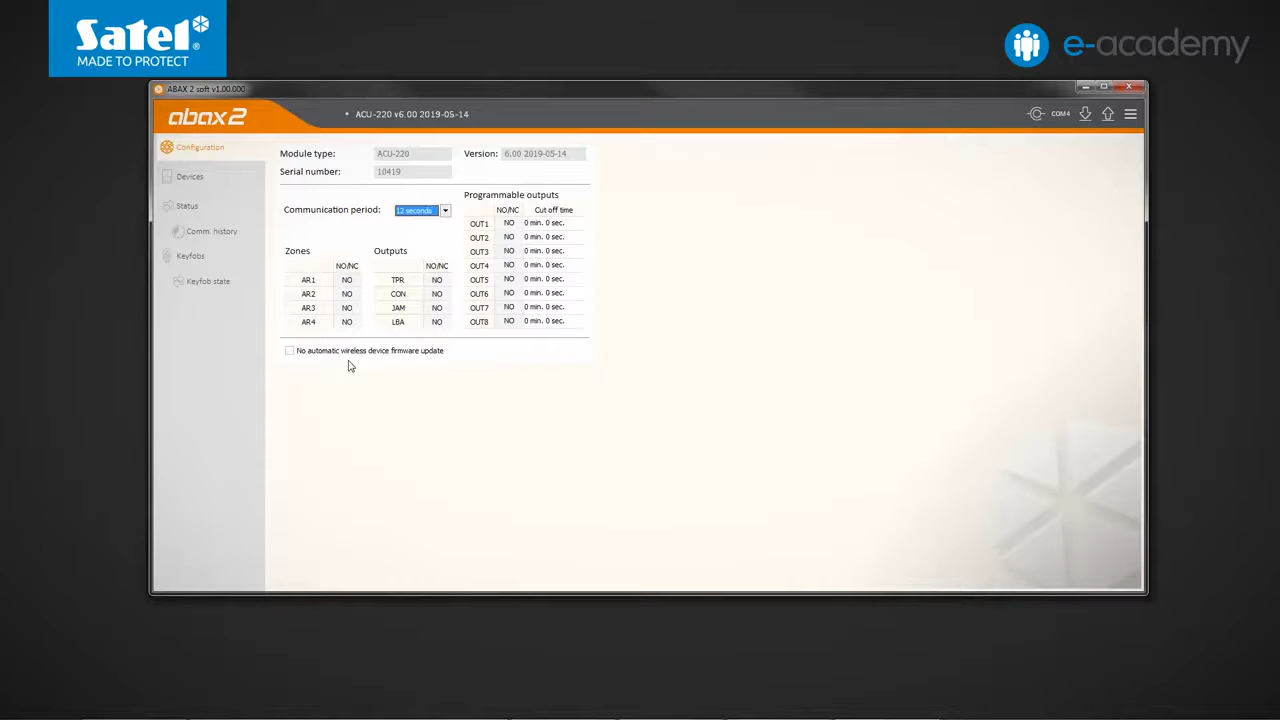 Satel®
MADE TO PROTECT
e-academy
ABAX 2 soft v1.00.000
abax2
ACU-220 v6.00 2019-05-14
COM4
Configuration
Devices
Status
Comm. history
Keyfobs
Keyfob state
Module type: ACU-220 Version: 6.00 2019-05-14
Serial number: 10419
Communication period: 12 seconds
Programmable outputs
NO/NC Cut off time
OUT1 NO 0 min. 0 sec.
OUT2 NO 0 min. 0 sec.
OUT3 NO 0 min. 0 sec.
OUT4 NO 0 min. 0 sec.
OUT5 NO 0 min. 0 sec.
OUT6 NO 0 min. 0 sec.
OUT7 NO 0 min. 0 sec.
OUT8 NO 0 min. 0 sec.
Zones
NO/NC
AR1 NO
AR2 NO
AR3 NO
AR4 NO
Outputs
NO/NC
TPR NO
CON NO
JAM NO
LBA NO
No automatic wireless device firmware update